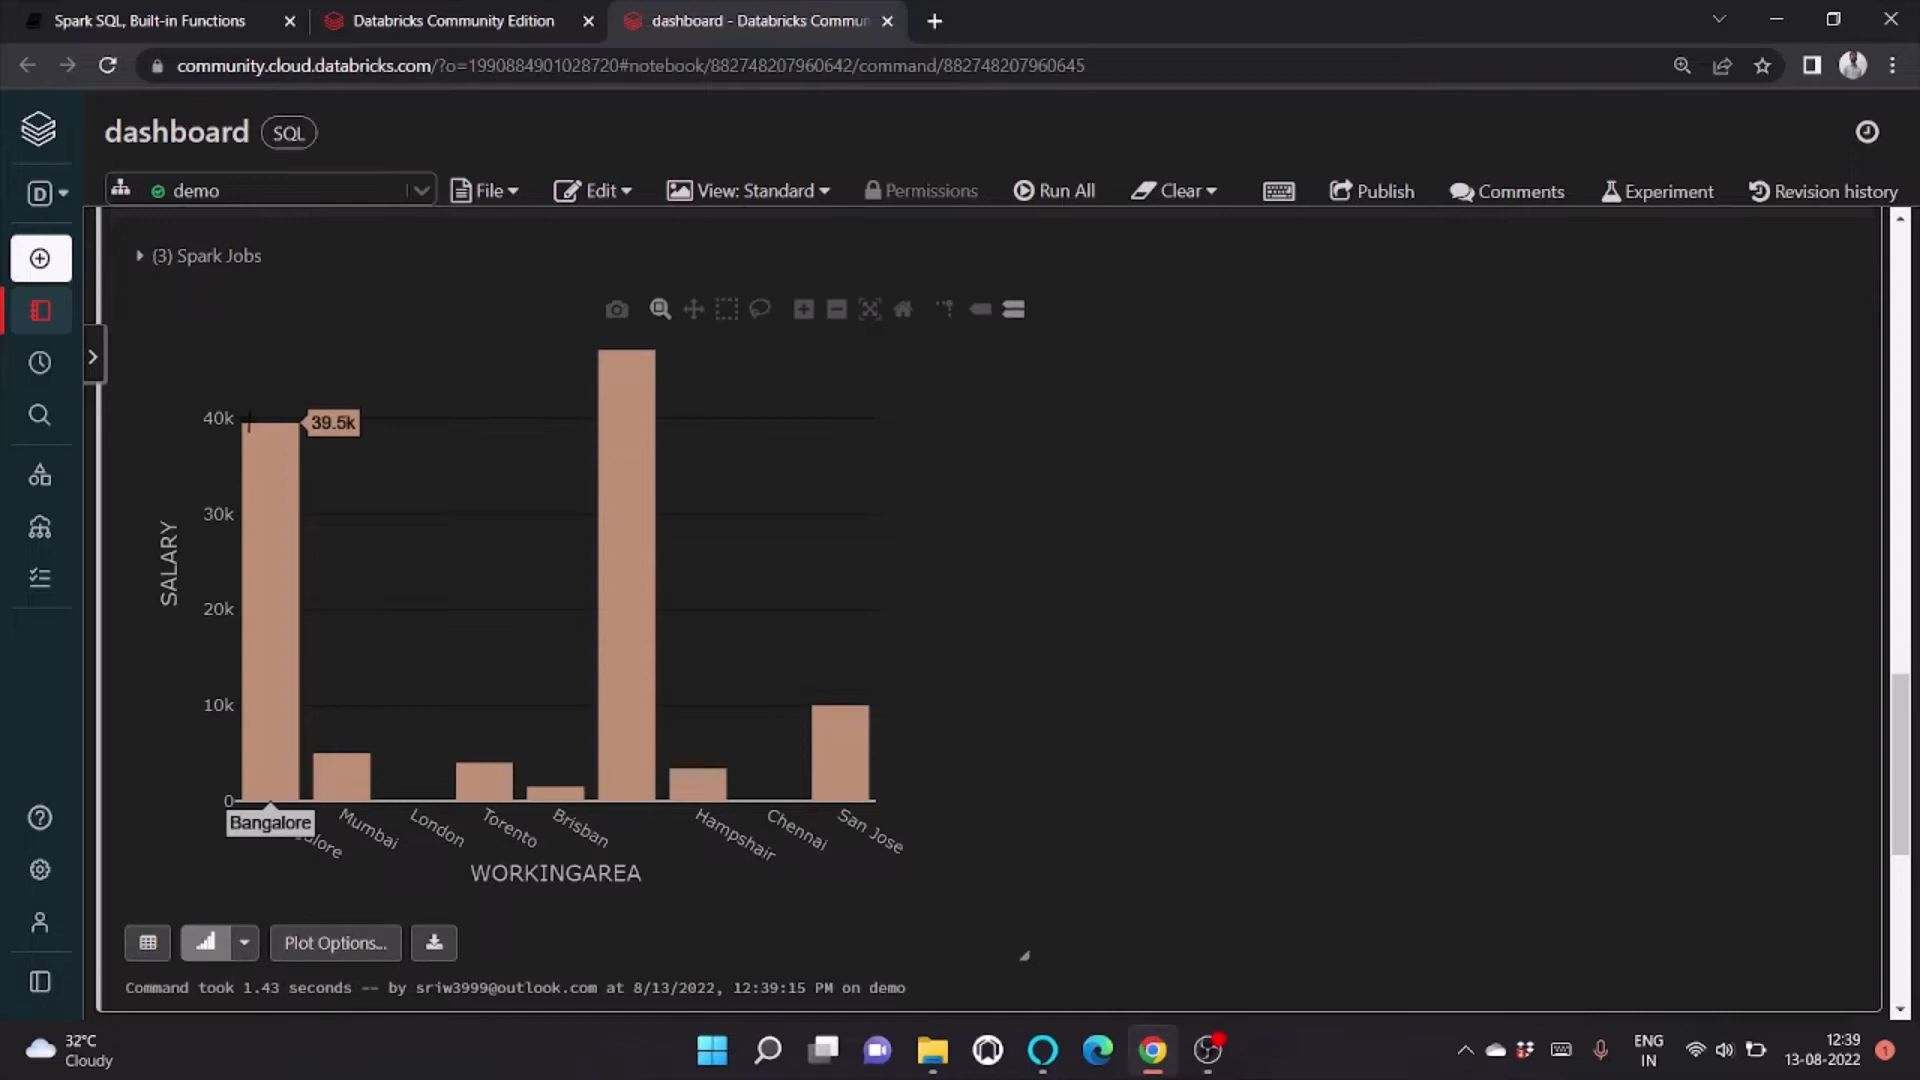 Spark SQL, Built-in Functions
Databricks Community Edition
dashboard - Databricks Commun
community.cloud.databricks.com/?o=1990884901028720#notebook/882748207960642/command/882748207960645
dashboard SQL
D
demo
File
Edit
View: Standard
Permissions
Run All
Clear
Publish
Comments
Experiment
Revision history
(3) Spark Jobs
40k
39.5k
30k
20k
10k
0
SALARY
Bangalore
alore
Mumbai
London
Torento
Brisban
Hampshair
Chennai
San Jose
WORKINGAREA
Plot Options...
Command took 1.43 seconds -- by sriw3999@outlook.com at 8/13/2022, 12:39:15 PM on demo
32°C
Cloudy
ENG
IN
12:39
13-08-2022
1